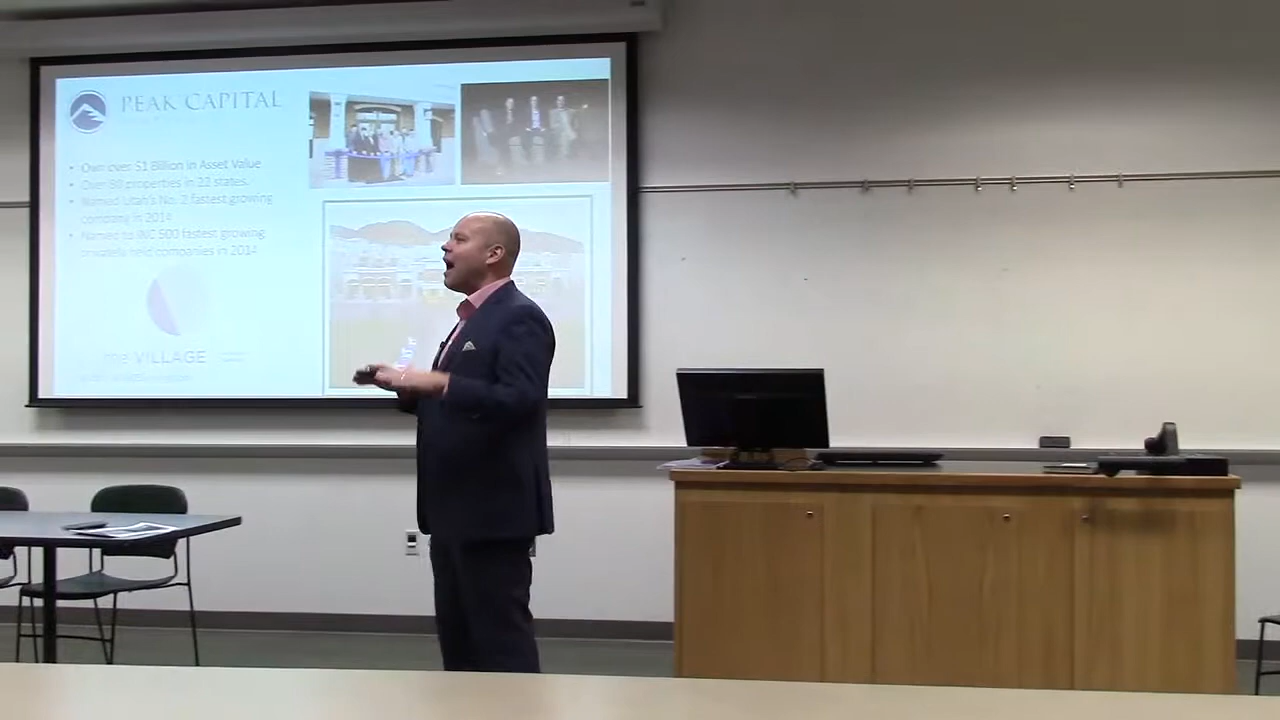 PEAK CAPITAL
• Own over $1 Billion in Asset Value
• Over 80 properties in 22 states.
• Named Utah's No. 2 fastest growing
company in 2014
• Named to INC 500 fastest growing
privately held companies in 2014
VILLAGE